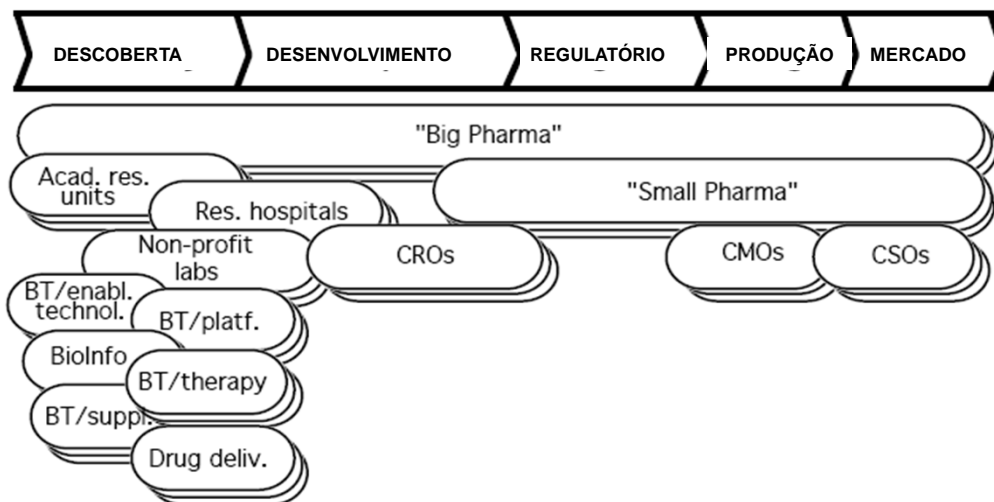 DESCOBERTA DESENVOLVIMENTO REGULATÓRIO PRODUÇÃO MERCADO
"Big Pharma"
Acad. res.
units
"Small Pharma"
Res. hospitals
Non-profit
labs
CROs
CMOs
CSOs
BT/enabl.
technol.
BT/platf.
BioInfo
BT/therapy
BT/suppl.
Drug deliv.